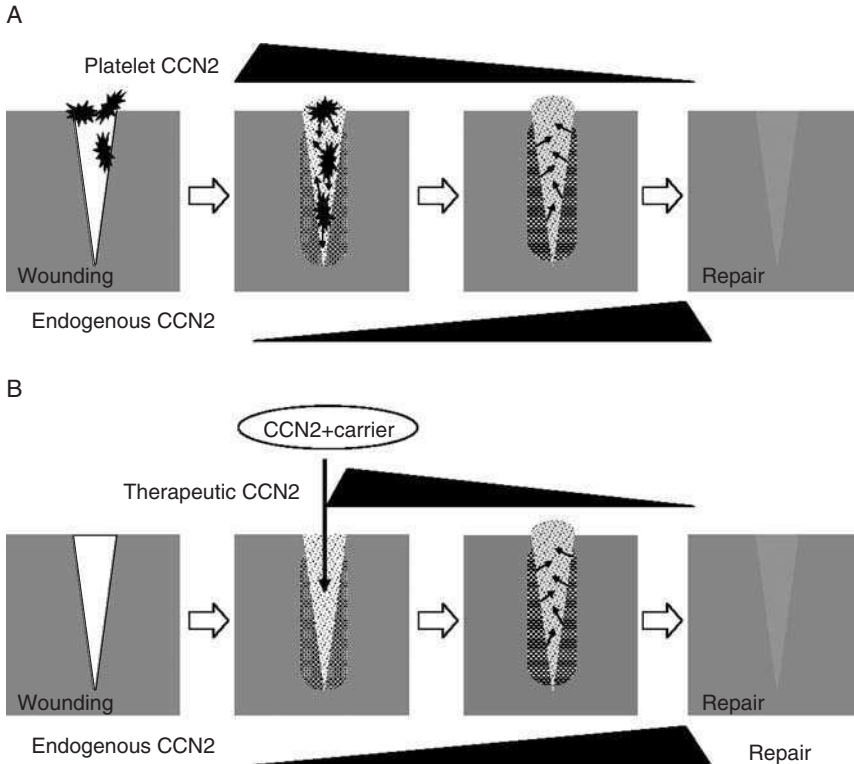 A
Platelet CCN2
Wounding
Repair
Endogenous CCN2
B
CCN2+carrier
Therapeutic CCN2
Wounding
Repair
Endogenous CCN2
Repair